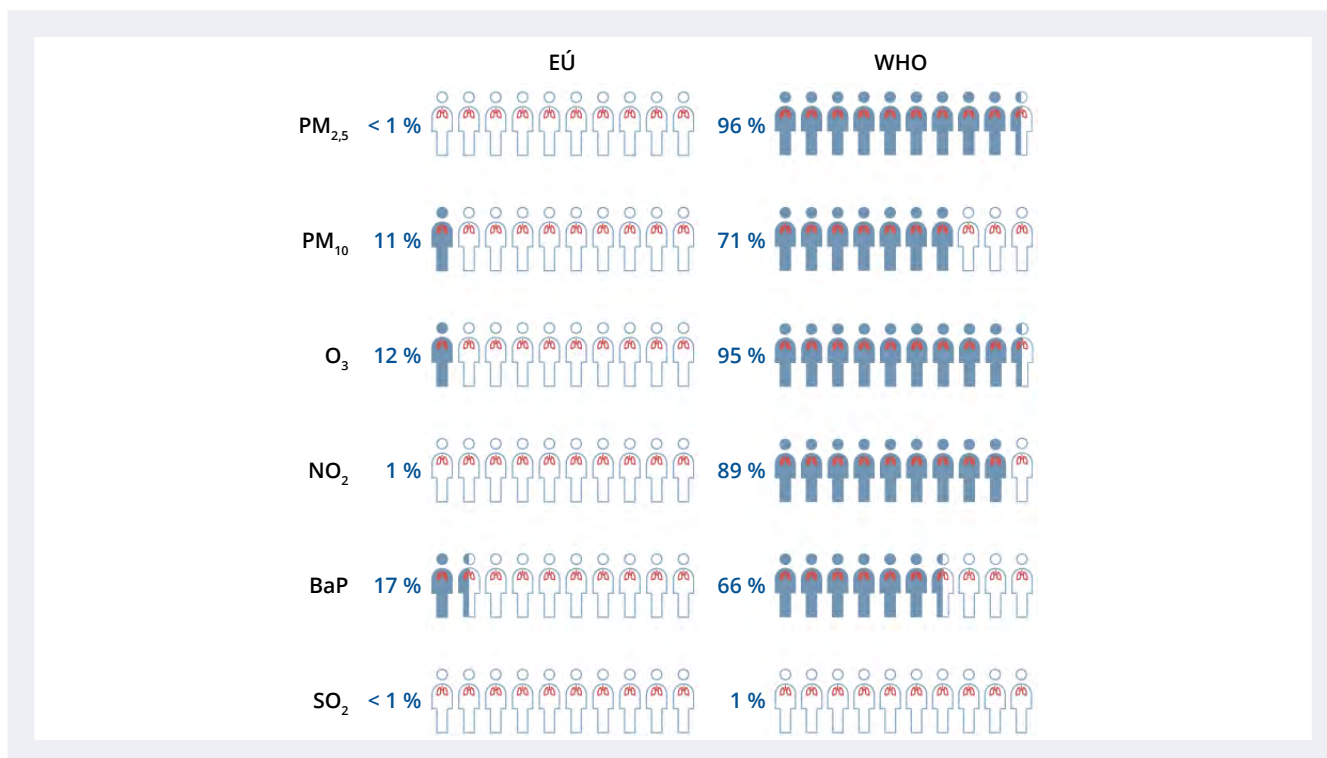 EÚ WHO
PM2,5 < 1 % 96 %
PM10 11 % 71 %
O3 12 % 95 %
NO2 1 % 89 %
BaP 17 % 66 %
SO2 < 1 % 1 %